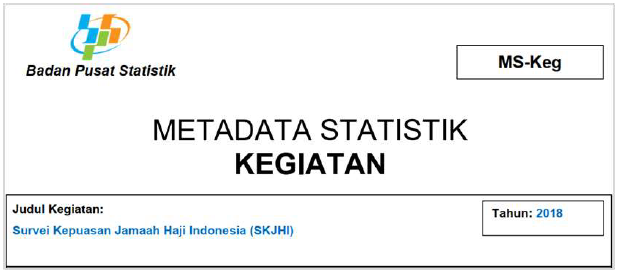 Badan Pusat Statistik
MS-Keg
METADATA STATISTIK
KEGIATAN
Judul Kegiatan:
Survei Kepuasan Jamaah Haji Indonesia (SKJHI)
Tahun: 2018